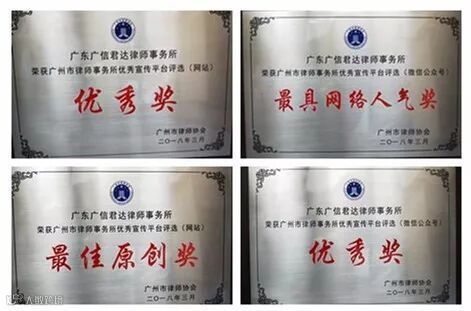 广东广信君达律师事务所
荣获广州市律师事务所优秀宣传平台评选（网站）
优秀奖
广州市律师协会
二〇一八年三月
广东广信君达律师事务所
荣获广州市律师事务所优秀宣传平台评选（微信公众号）
最具网络人气奖
广州市律师协会
二〇一八年三月
广东广信君达律师事务所
荣获广州市律师事务所优秀宣传平台评选（网站）
最佳原创奖
广州市律师协会
二〇一八年三月
广东广信君达律师事务所
荣获广州市律师事务所优秀宣传平台评选（微信公众号）
优秀奖
广州市律师协会
二〇一八年三月
大数跨境